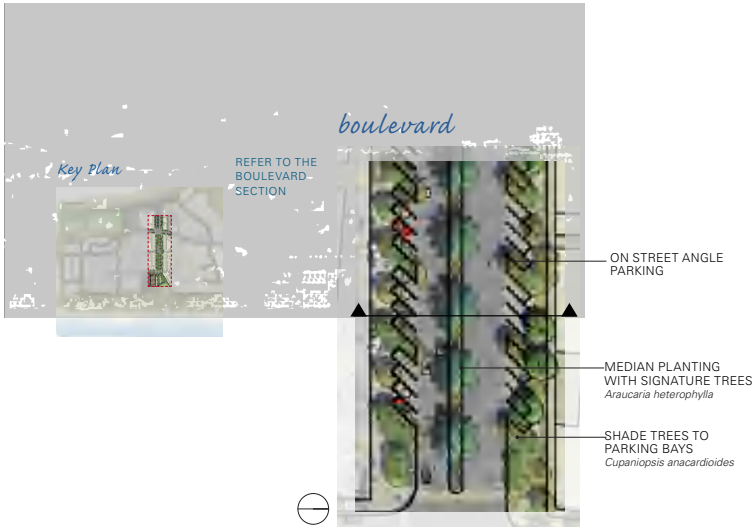 boulevard
Key Plan
REFER TO THE
BOULEVARD
SECTION
ON STREET ANGLE
PARKING
MEDIAN PLANTING
WITH SIGNATURE TREES
Araucaria heterophylla
SHADE TREES TO
PARKING BAYS
Cupaniopsis anacardioides